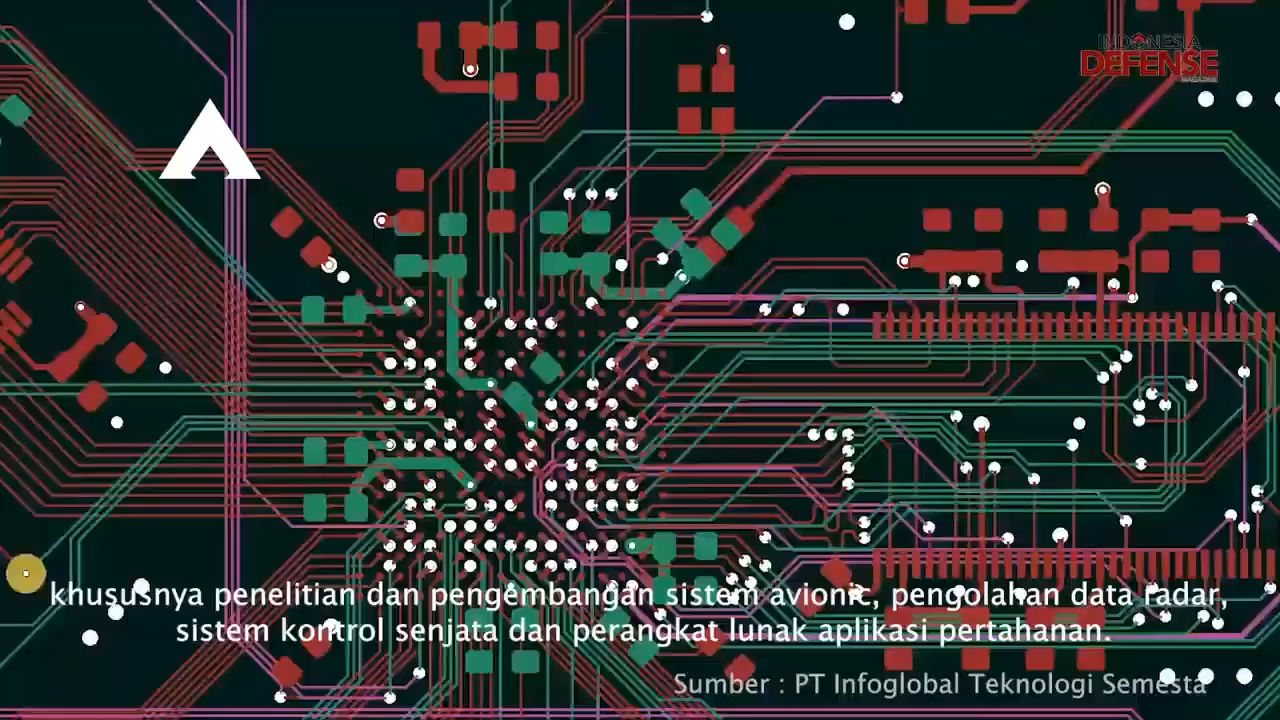 INDONESIA
DEFENSE
MAGAZINE
khususnya penelitian dan pengembangan sistem avionic, pengolahan data radar,
sistem kontrol senjata dan perangkat lunak aplikasi pertahanan.
Sumber : PT Infoglobal Teknologi Semesta